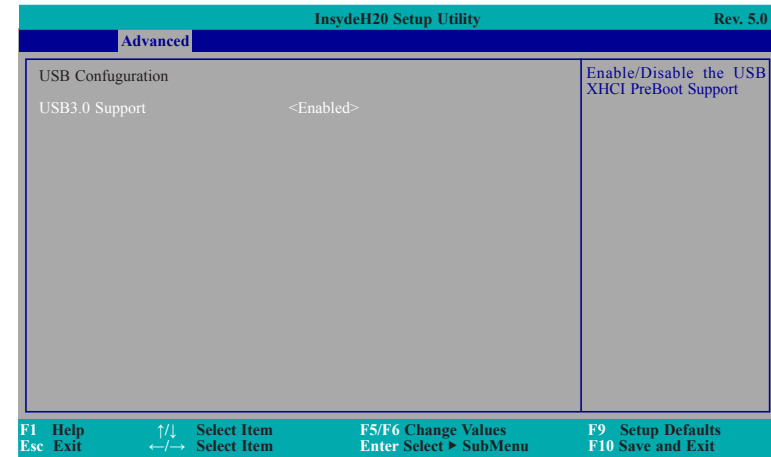 InsydeH20 Setup Utility Rev. 5.0
Advanced
USB Confuguration
USB3.0 Support <Enabled>
Enable/Disable the USB
XHCI PreBoot Support
F1 Help ↑/↓ Select Item F5/F6 Change Values F9 Setup Defaults
Esc Exit ←/→ Select Item Enter Select ▶ SubMenu F10 Save and Exit